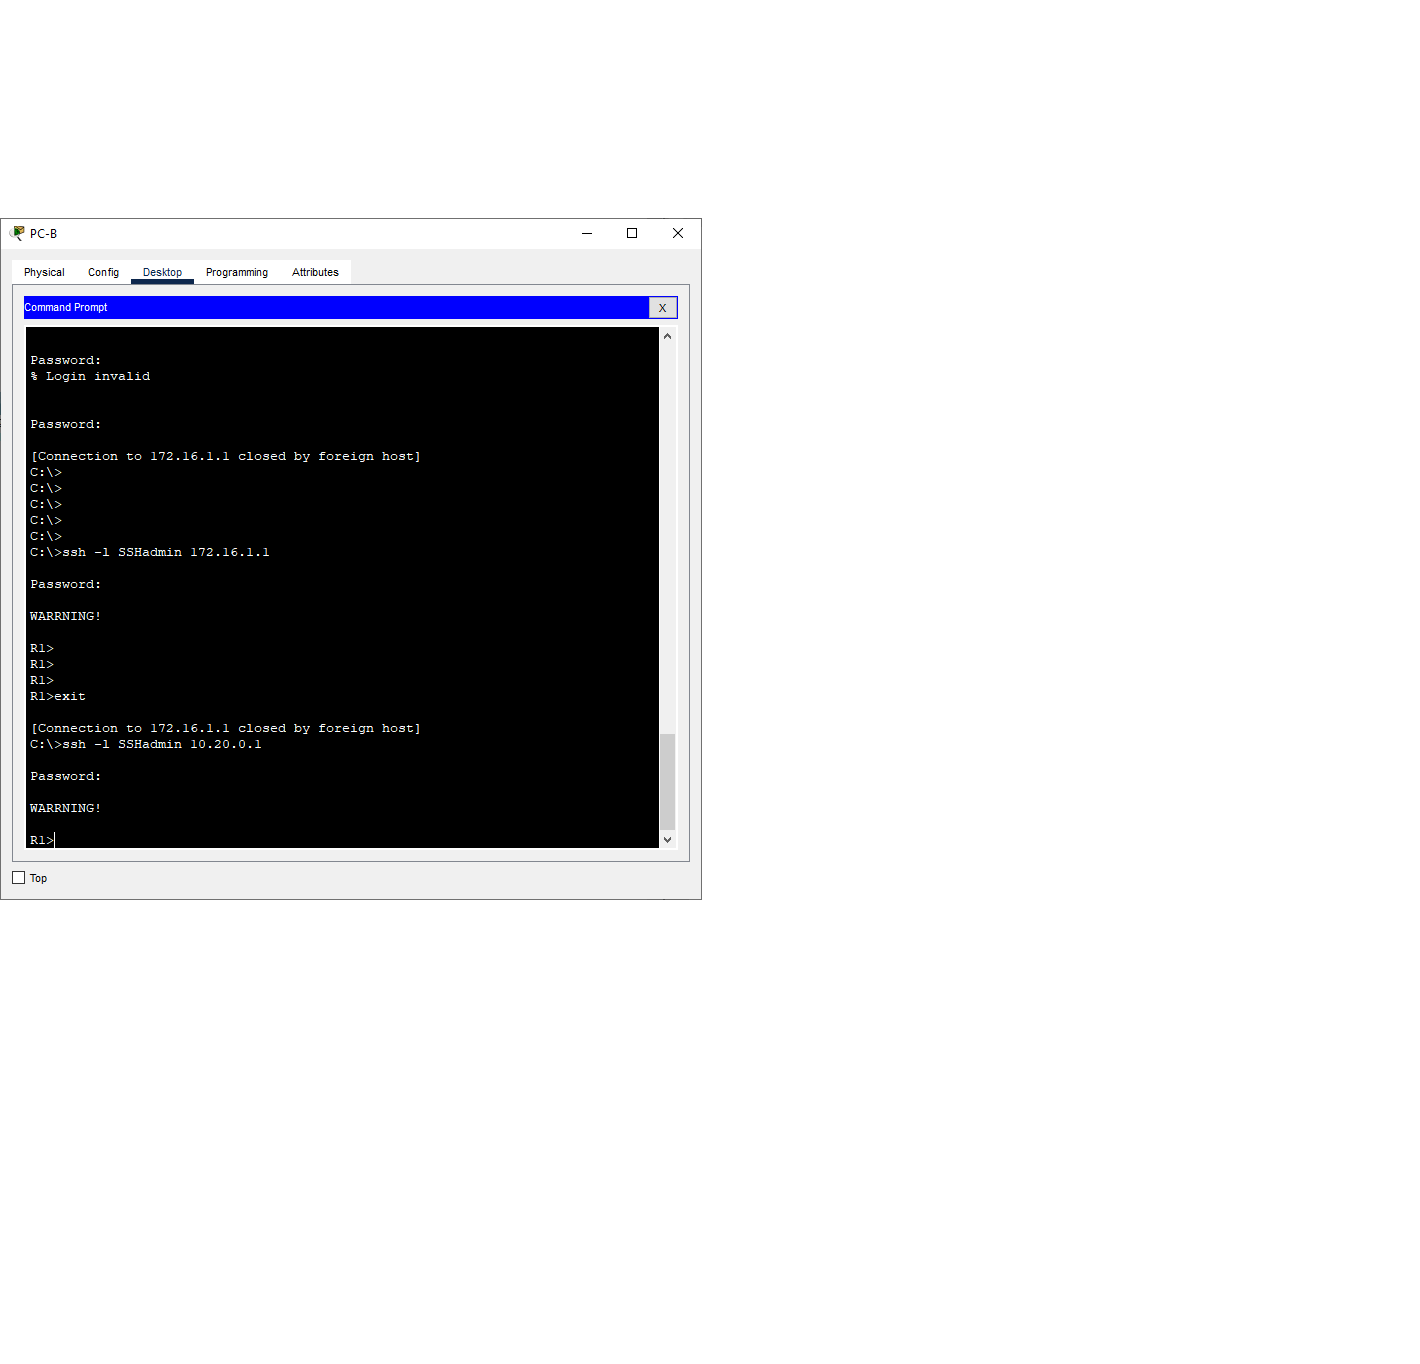 PC-B
Physical Config Desktop Programming Attributes
Command Prompt X
Password:
% Login invalid
Password:
[Connection to 172.16.1.1 closed by foreign host]
C:\>
C:\>
C:\>
C:\>
C:\>
C:\>ssh -l SSHadmin 172.16.1.1
Password:
WARRNING!
R1>
R1>
R1>
R1>exit
[Connection to 172.16.1.1 closed by foreign host]
C:\>ssh -l SSHadmin 10.20.0.1
Password:
WARRNING!
R1>
Top